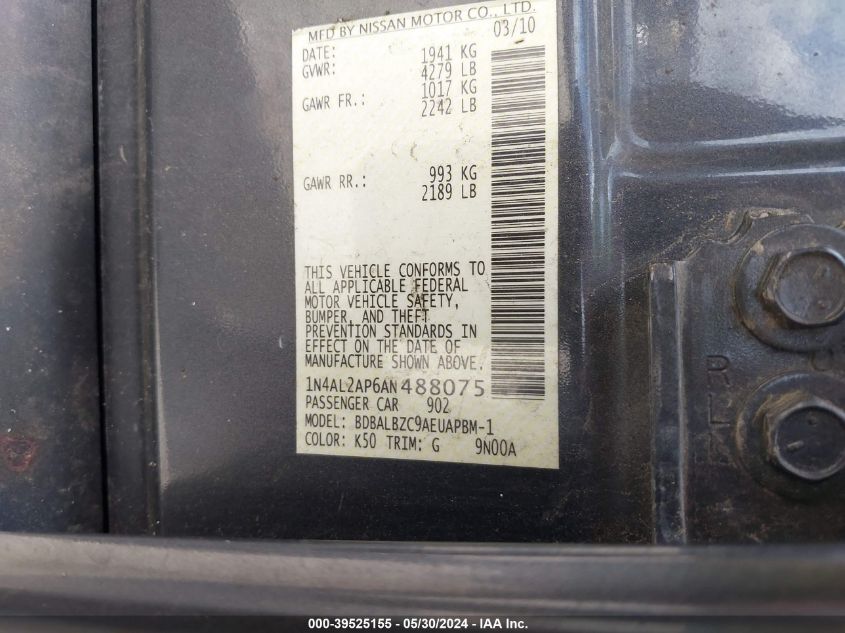 MFD BY NISSAN MOTOR CO., LTD.
03/10
DATE: 1941 KG
GVWR: 4279 LB
1017 KG
GAWR FR.: 2242 LB
993 KG
GAWR RR.: 2189 LB
THIS VEHICLE CONFORMS TO
ALL APPLICABLE FEDERAL
MOTOR VEHICLE SAFETY,
BUMPER, AND THEFT
PREVENTION STANDARDS IN
EFFECT ON THE DATE OF
MANUFACTURE SHOWN ABOVE.
1N4AL2AP6AN488075
PASSENGER CAR 902
MODEL: BDBALBZC9AEUAPBM-1
COLOR: K50 TRIM: G 9N00A
000-39525155 - 05/30/2024 - IAA Inc.